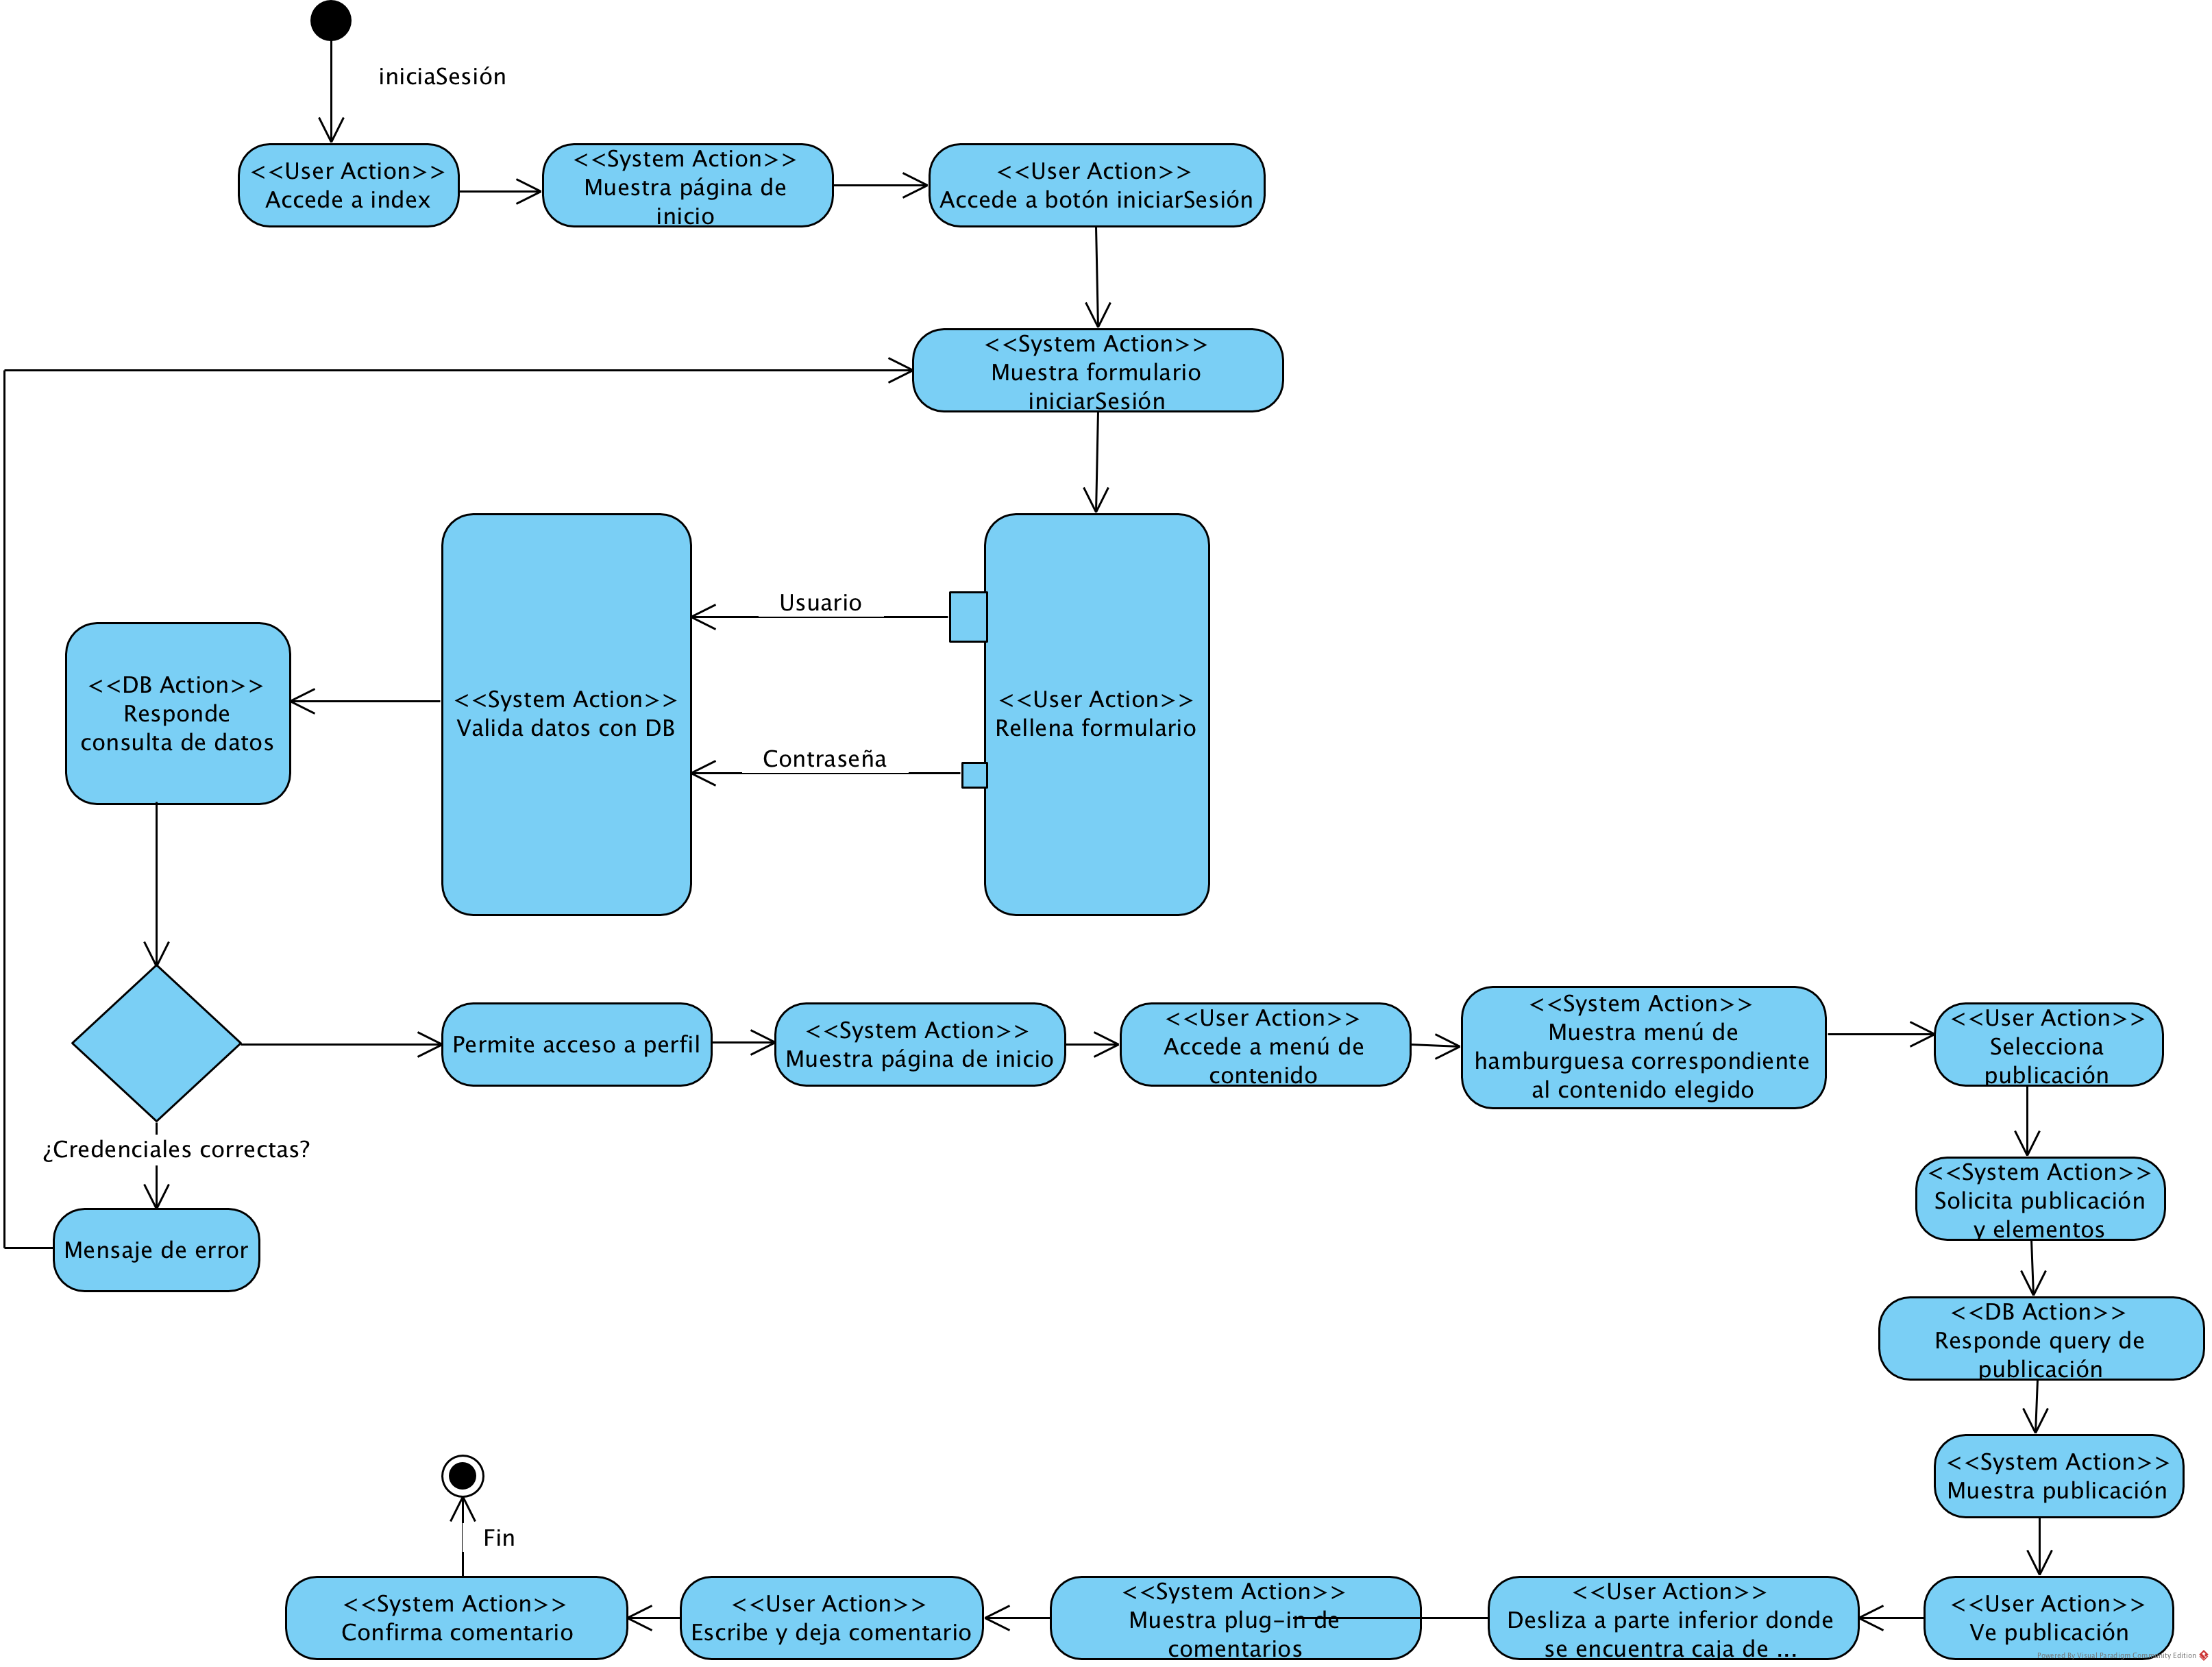 iniciaSesión
<<User Action>>
Accede a index
<<System Action>>
Muestra página de
inicio
<<User Action>>
Accede a botón iniciarSesión
<<System Action>>
Muestra formulario
iniciarSesión
Usuario
Contraseña
<<User Action>>
Rellena formulario
<<System Action>>
Valida datos con DB
<<DB Action>>
Responde
consulta de datos
¿Credenciales correctas?
Mensaje de error
Permite acceso a perfil
<<System Action>>
Muestra página de inicio
<<User Action>>
Accede a menú de
contenido
<<System Action>>
Muestra menú de
hamburguesa correspondiente
al contenido elegido
<<User Action>>
Selecciona
publicación
<<System Action>>
Solicita publicación
y elementos
<<DB Action>>
Responde query de
publicación
<<System Action>>
Muestra publicación
<<User Action>>
Ve publicación
<<User Action>>
Desliza a parte inferior donde
se encuentra caja de ...
<<System Action>>
Muestra plug-in de
comentarios
<<User Action>>
Escribe y deja comentario
<<System Action>>
Confirma comentario
Fin
Powered By Visual Paradigm Community Edition